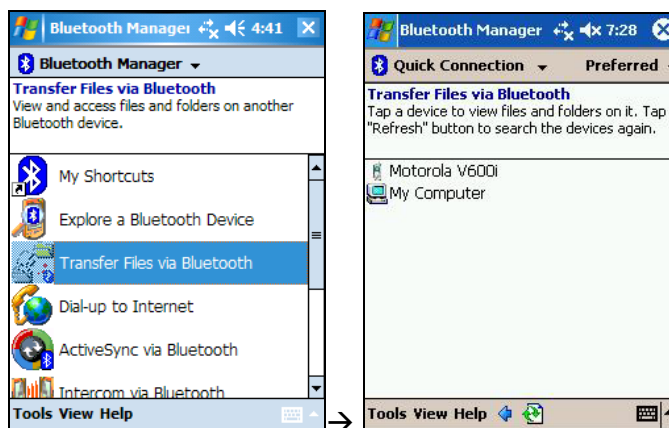 Bluetooth Manager 4:41
Bluetooth Manager
Transfer Files via Bluetooth
View and access files and folders on another
Bluetooth device.
My Shortcuts
Explore a Bluetooth Device
Transfer Files via Bluetooth
Dial-up to Internet
ActiveSync via Bluetooth
Intercom via Bluetooth
Tools View Help
→
Bluetooth Manager 7:28
Quick Connection Preferred
Transfer Files via Bluetooth
Tap a device to view files and folders on it. Tap
"Refresh" button to search the devices again.
Motorola V600i
My Computer
Tools View Help